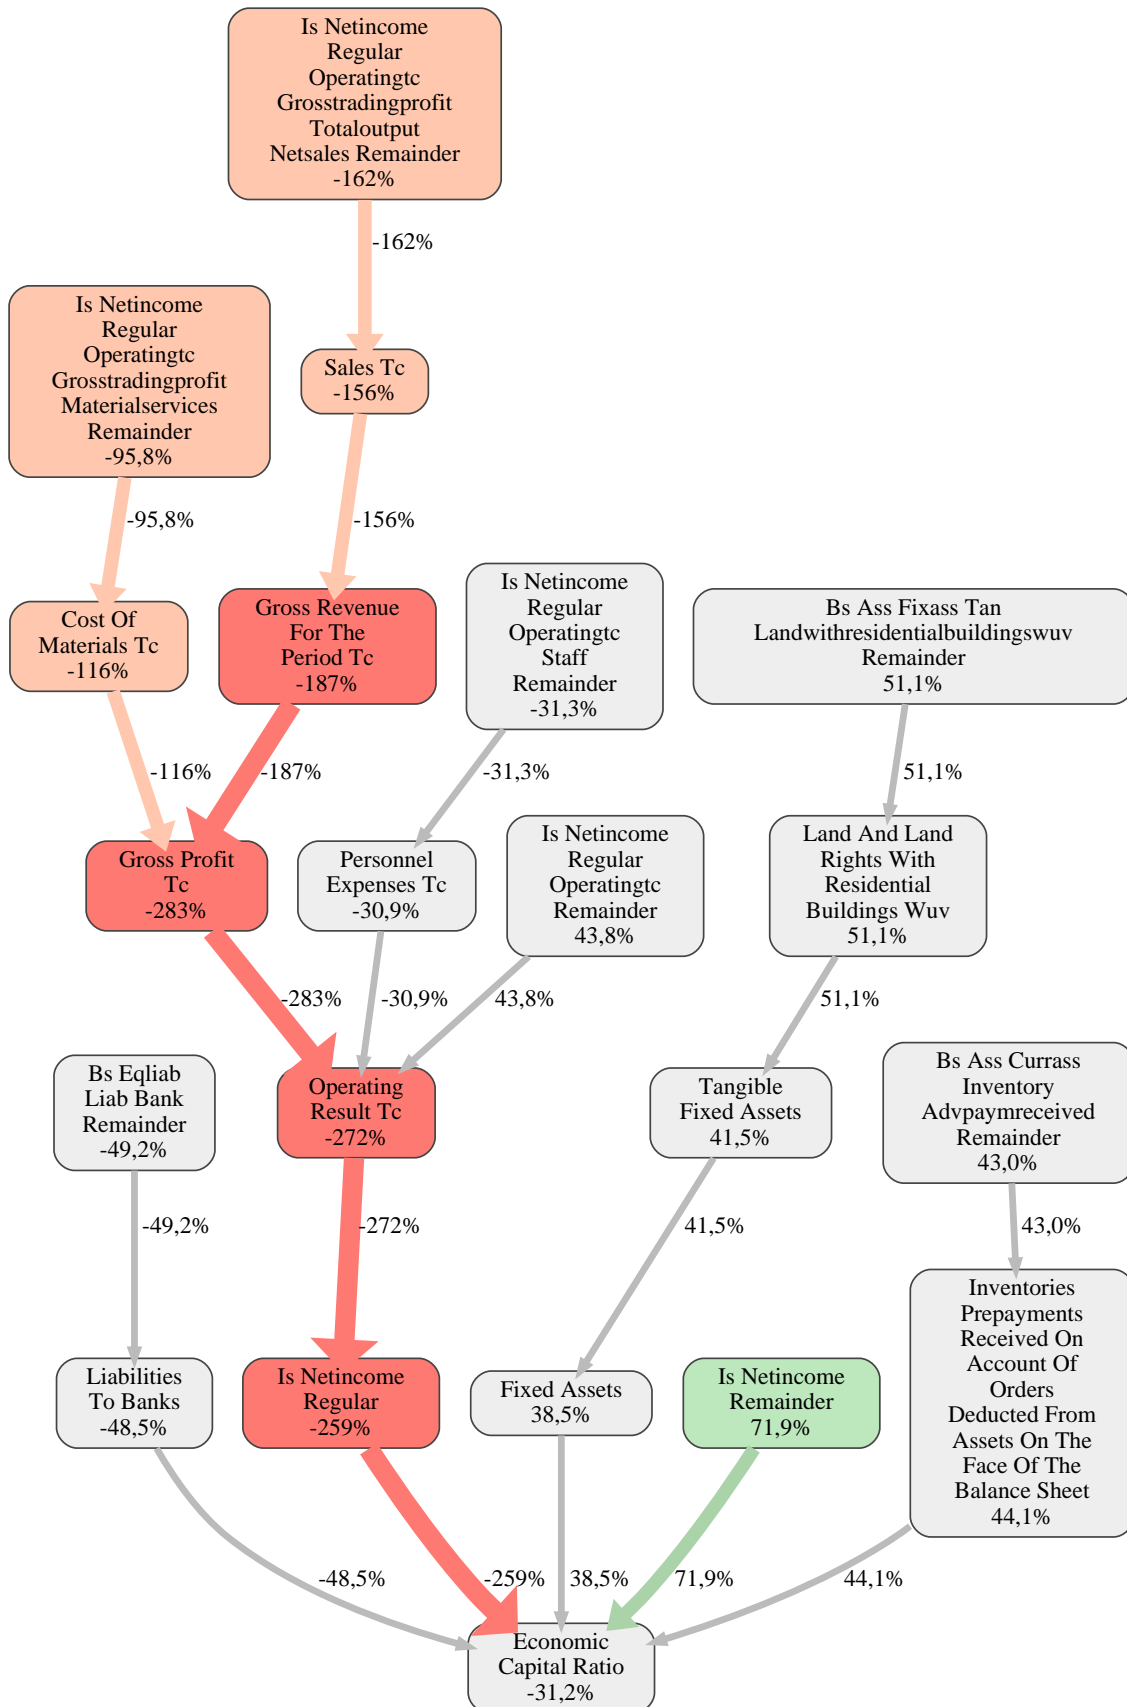 Is Netincome
Regular
Operatingtc
Grosstradingprofit
Totaloutput
Netsales Remainder
-162%
-162%
Is Netincome
Regular
Operatingtc
Grosstradingprofit
Materialservices
Remainder
-95,8%
Sales Tc
-156%
-95,8%
-156%
Cost Of
Materials Tc
-116%
Gross Revenue
For The
Period Tc
-187%
Is Netincome
Regular
Operatingtc
Staff
Remainder
-31,3%
Bs Ass Fixass Tan
Landwithresidentialbuildingswuv
Remainder
51,1%
-116%
-187%
-31,3%
51,1%
Gross Profit
Tc
-283%
Personnel
Expenses Tc
-30,9%
Is Netincome
Regular
Operatingtc
Remainder
43,8%
Land And Land
Rights With
Residential
Buildings Wuv
51,1%
-283%
-30,9%
43,8%
51,1%
Bs Eqliab
Liab Bank
Remainder
-49,2%
Operating
Result Tc
-272%
Tangible
Fixed Assets
41,5%
Bs Ass Currass
Inventory
Advpaymreceived
Remainder
43,0%
-49,2%
-272%
41,5%
43,0%
Liabilities
To Banks
-48,5%
Is Netincome
Regular
-259%
Fixed Assets
38,5%
Is Netincome
Remainder
71,9%
Inventories
Prepayments
Received On
Account Of
Orders
Deducted From
Assets On The
Face Of The
Balance Sheet
44,1%
-48,5%
-259%
38,5%
71,9%
44,1%
Economic
Capital Ratio
-31,2%